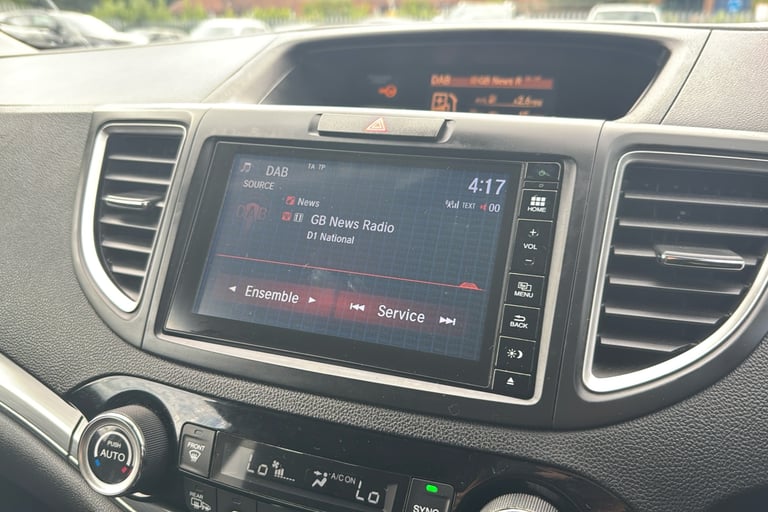 DAB
GB News R
DAB
TA TP
SOURCE
4:17
TEXT
00
News
GB News Radio
D1 National
Ensemble
Service
HOME
+
VOL
-
MENU
BACK
PUSH
AUTO
FRONT
REAR
Lo
A/C ON
Lo
SYNC